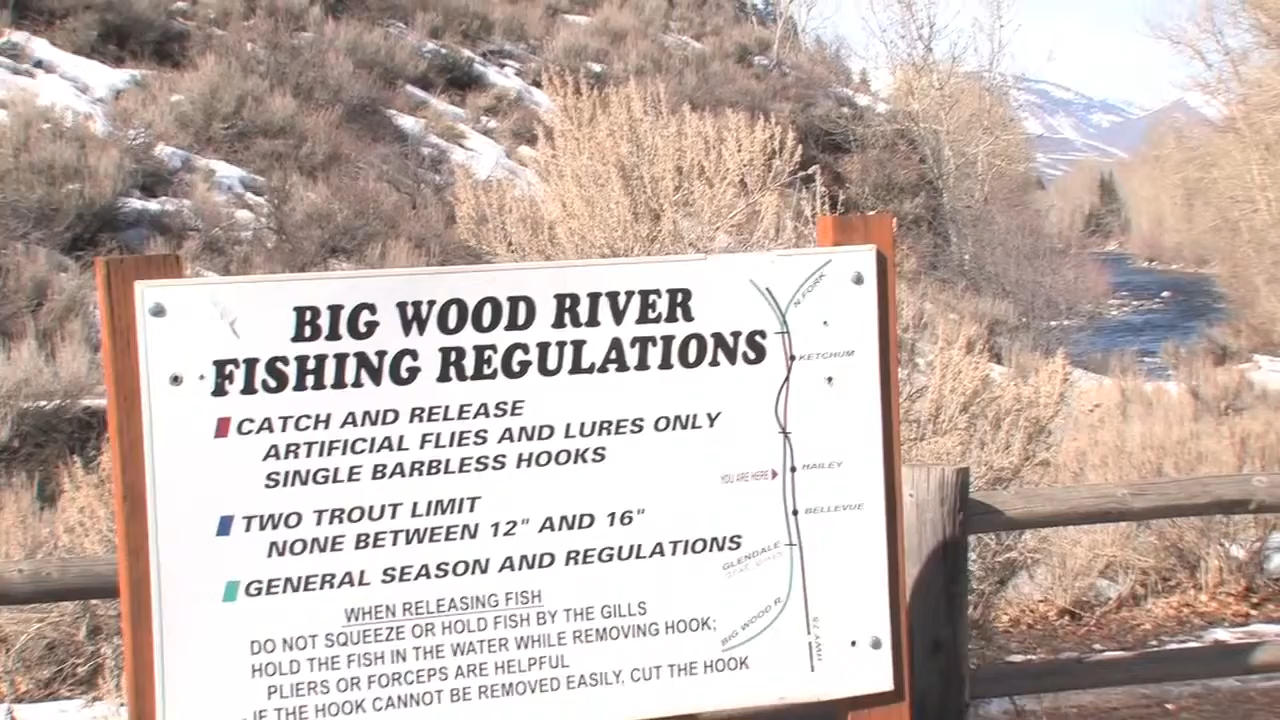 BIG WOOD RIVER
FISHING REGULATIONS
CATCH AND RELEASE
ARTIFICIAL FLIES AND LURES ONLY
SINGLE BARBLESS HOOKS
TWO TROUT LIMIT
NONE BETWEEN 12" AND 16"
GENERAL SEASON AND REGULATIONS
WHEN RELEASING FISH
DO NOT SQUEEZE OR HOLD FISH BY THE GILLS
HOLD THE FISH IN THE WATER WHILE REMOVING HOOK;
PLIERS OR FORCEPS ARE HELPFUL
IF THE HOOK CANNOT BE REMOVED EASILY, CUT THE HOOK
N. FORK
KETCHUM
HAILEY
YOU ARE HERE
BELLEVUE
GLENDALE
BIG WOOD R.
HWY 75